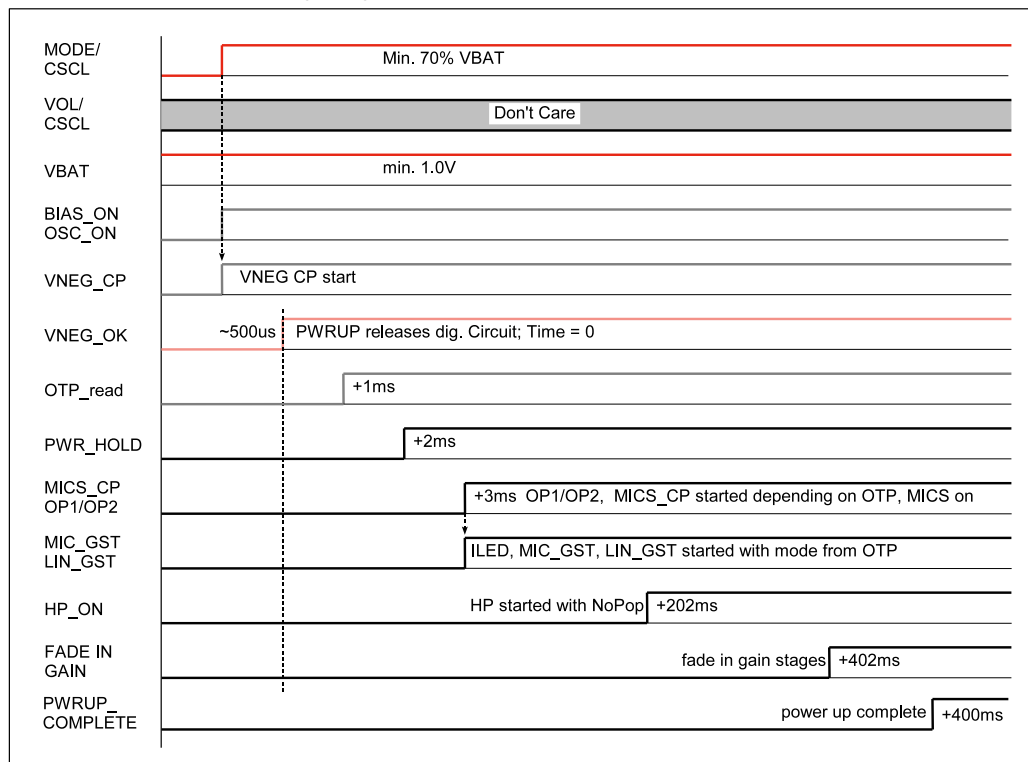 MODE/
CSCL
Min. 70% VBAT
VOL/
CSCL
Don't Care
VBAT
min. 1.0V
BIAS_ON
OSC_ON
VNEG_CP
VNEG CP start
VNEG_OK
~500us
PWRUP releases dig. Circuit; Time = 0
OTP_read
+1ms
PWR_HOLD
+2ms
MICS_CP
OP1/OP2
+3ms OP1/OP2, MICS_CP started depending on OTP, MICS on
MIC_GST
LIN_GST
ILED, MIC_GST, LIN_GST started with mode from OTP
HP_ON
HP started with NoPop
+202ms
FADE IN
GAIN
fade in gain stages
+402ms
PWRUP_
COMPLETE
power up complete
+400ms